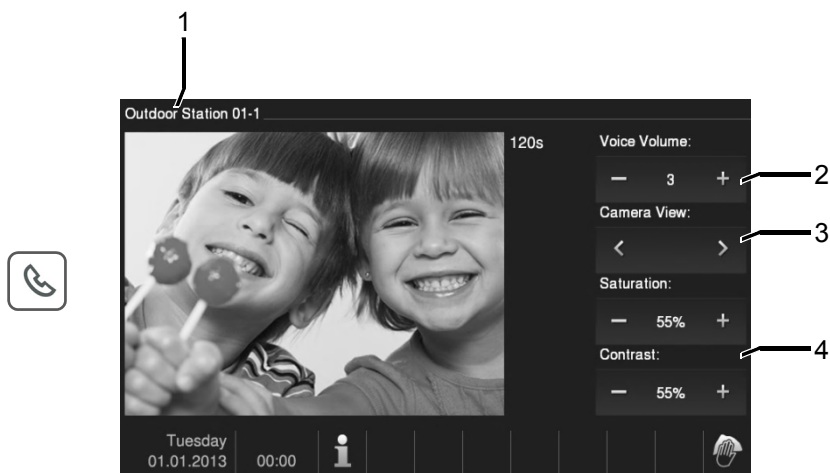 1
Outdoor Station 01-1
120s
Voice Volume:
− 3 +
2
Camera View:
< >
3
Saturation:
− 55% +
Contrast:
4
− 55% +
Tuesday
01.01.2013
00:00
i